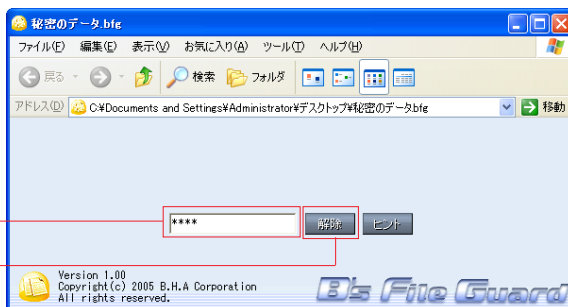 秘密のデータ.bfg
ファイル(F) 編集(E) 表示(V) お気に入り(A) ツール(T) ヘルプ(H)
戻る 検索 フォルダ
アドレス(D) C:¥Documents and Settings¥Administrator¥デスクトップ¥秘密のデータ.bfg 移動
**** 解除 ヒント
Version 1.00
Copyright(c) 2005 B.H.A Corporation
All rights reserved.
B's File Guard